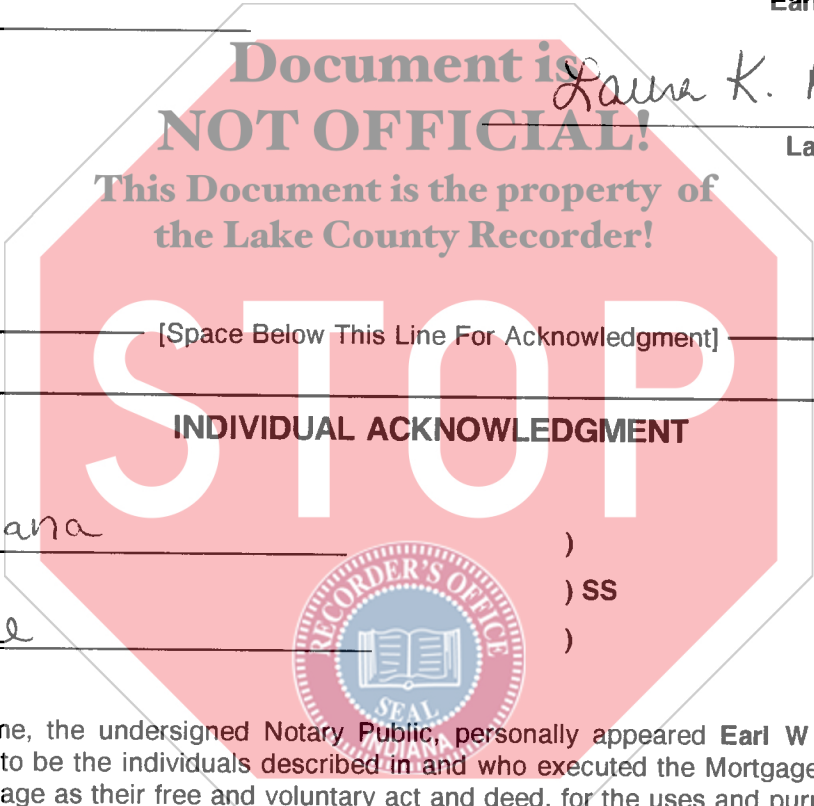 Earl
Document is
Laura K.
NOT OFFICIAL!
La
This Document is the property of
the Lake County Recorder!
STOP
[Space Below This Line For Acknowledgment]
INDIVIDUAL ACKNOWLEDGMENT
ana )
) SS
e )
RECORDER'S OFFICE
SEAL
INDIANA
me, the undersigned Notary Public, personally appeared Earl W
to be the individuals described in and who executed the Mortgage
age as their free and voluntary act and deed, for the uses and purp